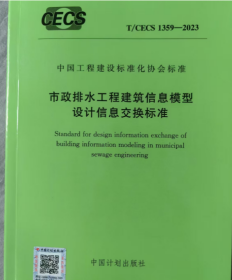 CECS
T/CECS 1359—2023
中国工程建设标准化协会标准
市政排水工程建筑信息模型
设计信息交换标准
Standard for design information exchange of
building information modeling in municipal
sewage engineering
中国计划出版社